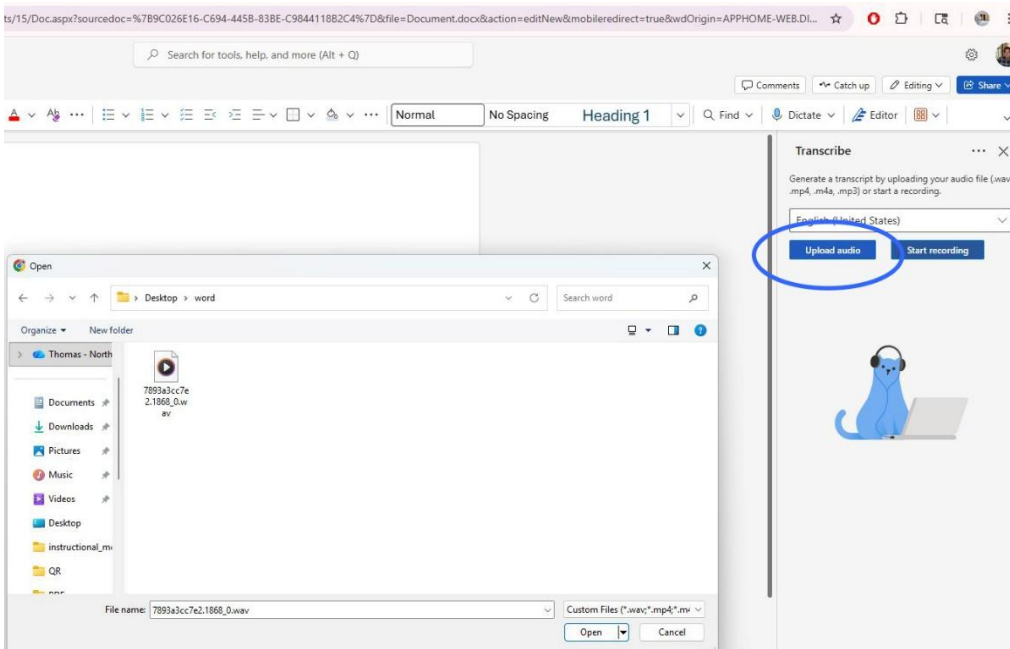 ts/15/Doc.aspx?sourcedoc=%7B9C026E16-C694-445B-83BE-C9844118B2C4%7D&file=Document.docx&action=editNew&mobileredirect=true&wdOrigin=APPHOME-WEB.DI...
Search for tools, help, and more (Alt + Q)
Comments Catch up Editing Share
Normal No Spacing Heading 1 Find Dictate Editor
Transcribe
Generate a transcript by uploading your audio file (.wav
.mp4, .m4a, .mp3) or start a recording.
English (United States)
Upload audio Start recording
Open
Desktop > word
Search word
Organize New folder
Thomas - North
Documents
Downloads
Pictures
Music
Videos
Desktop
instructional_m
QR
7893a3cc7e
2.1868_0.w
av
File name: 7893a3cc7e2.1868_0.wav
Custom Files (*.wav;*.mp4;*.m
Open Cancel